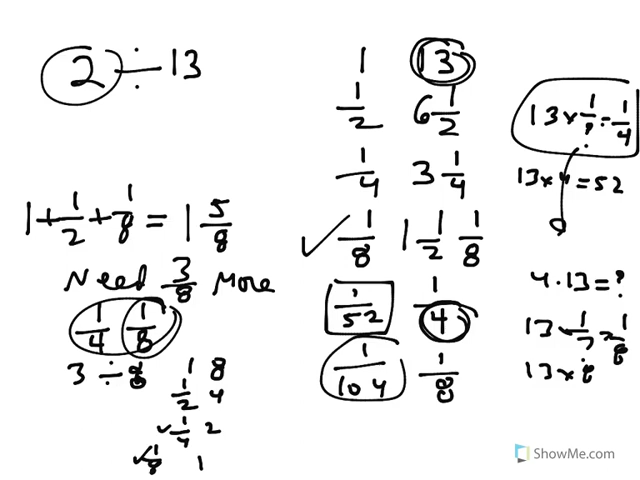 2 ÷ 13
1 + 1/2 + 1/8 = 1 5/8
Need 3/8 More
1/4 1/8
3 ÷ 8
1 8
1/2 4
✓ 1/4 2
✓ 1/8 1
1 13
1/2 6 1/2
1/4 3 1/4
✓ 1/8 1 1/2 1/8
1/52 1/4
1/104 1/8
13 × 1/? = 1/4
13 × 4 = 52
4 · 13 = ?
13 × 1/? = 1/8
13 × 8
ShowMe.com